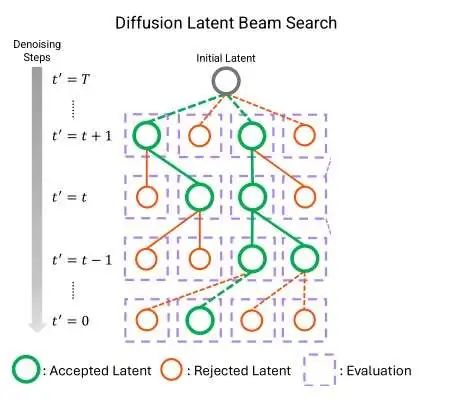 Diffusion Latent Beam Search
Denoising
Steps
Initial Latent
t′ = T
t′ = t + 1
t′ = t
t′ = t − 1
t′ = 0
: Accepted Latent
: Rejected Latent
: Evaluation